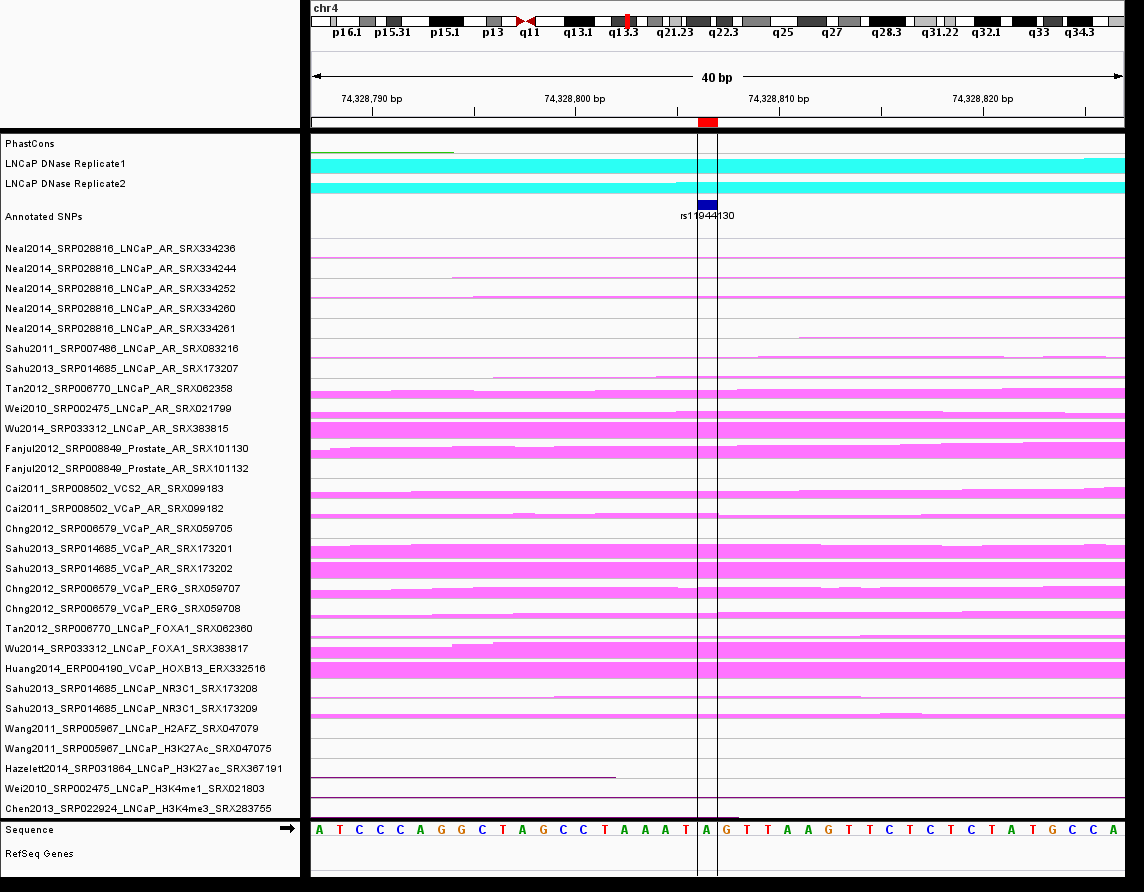 chr4
p16.1 p15.31 p15.1 p13 q11 q13.1 q13.3 q21.23 q22.3 q25 q27 q28.3 q31.22 q32.1 q33 q34.3
40 bp
74,328,790 bp 74,328,800 bp 74,328,810 bp 74,328,820 bp
PhastCons
LNCaP DNase Replicate1
LNCaP DNase Replicate2
Annotated SNPs rs11944130
Neal2014_SRP028816_LNCaP_AR_SRX334236
Neal2014_SRP028816_LNCaP_AR_SRX334244
Neal2014_SRP028816_LNCaP_AR_SRX334252
Neal2014_SRP028816_LNCaP_AR_SRX334260
Neal2014_SRP028816_LNCaP_AR_SRX334261
Sahu2011_SRP007486_LNCaP_AR_SRX083216
Sahu2013_SRP014685_LNCaP_AR_SRX173207
Tan2012_SRP006770_LNCaP_AR_SRX062358
Wei2010_SRP002475_LNCaP_AR_SRX021799
Wu2014_SRP033312_LNCaP_AR_SRX383815
Fanjul2012_SRP008849_Prostate_AR_SRX101130
Fanjul2012_SRP008849_Prostate_AR_SRX101132
Cai2011_SRP008502_VCS2_AR_SRX099183
Cai2011_SRP008502_VCaP_AR_SRX099182
Chng2012_SRP006579_VCaP_AR_SRX059705
Sahu2013_SRP014685_VCaP_AR_SRX173201
Sahu2013_SRP014685_VCaP_AR_SRX173202
Chng2012_SRP006579_VCaP_ERG_SRX059707
Chng2012_SRP006579_VCaP_ERG_SRX059708
Tan2012_SRP006770_LNCaP_FOXA1_SRX062360
Wu2014_SRP033312_LNCaP_FOXA1_SRX383817
Huang2014_ERP004190_VCaP_HOXB13_ERX332516
Sahu2013_SRP014685_LNCaP_NR3C1_SRX173208
Sahu2013_SRP014685_LNCaP_NR3C1_SRX173209
Wang2011_SRP005967_LNCaP_H2AFZ_SRX047079
Wang2011_SRP005967_LNCaP_H3K27Ac_SRX047075
Hazelett2014_SRP031864_LNCaP_H3K27ac_SRX367191
Wei2010_SRP002475_LNCaP_H3K4me1_SRX021803
Chen2013_SRP022924_LNCaP_H3K4me3_SRX283755
Sequence A T C C C A G G C T A G C C T A A A T A G T T A A G T T C T C T C T A T G C C A
RefSeq Genes